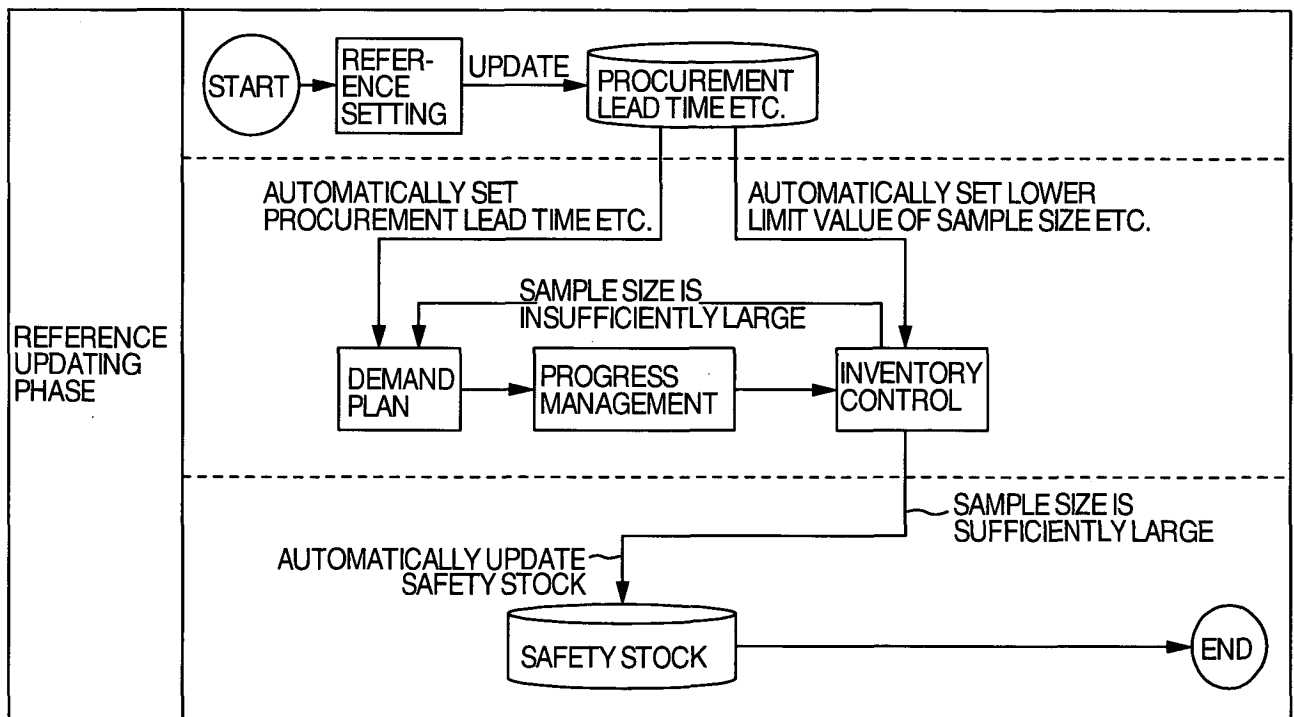 START
REFER-
ENCE
SETTING
UPDATE
PROCUREMENT
LEAD TIME ETC.
AUTOMATICALLY SET
PROCUREMENT LEAD TIME ETC.
AUTOMATICALLY SET LOWER
LIMIT VALUE OF SAMPLE SIZE ETC.
SAMPLE SIZE IS
INSUFFICIENTLY LARGE
REFERENCE
UPDATING
PHASE
DEMAND
PLAN
PROGRESS
MANAGEMENT
INVENTORY
CONTROL
SAMPLE SIZE IS
SUFFICIENTLY LARGE
AUTOMATICALLY UPDATE
SAFETY STOCK
SAFETY STOCK
END